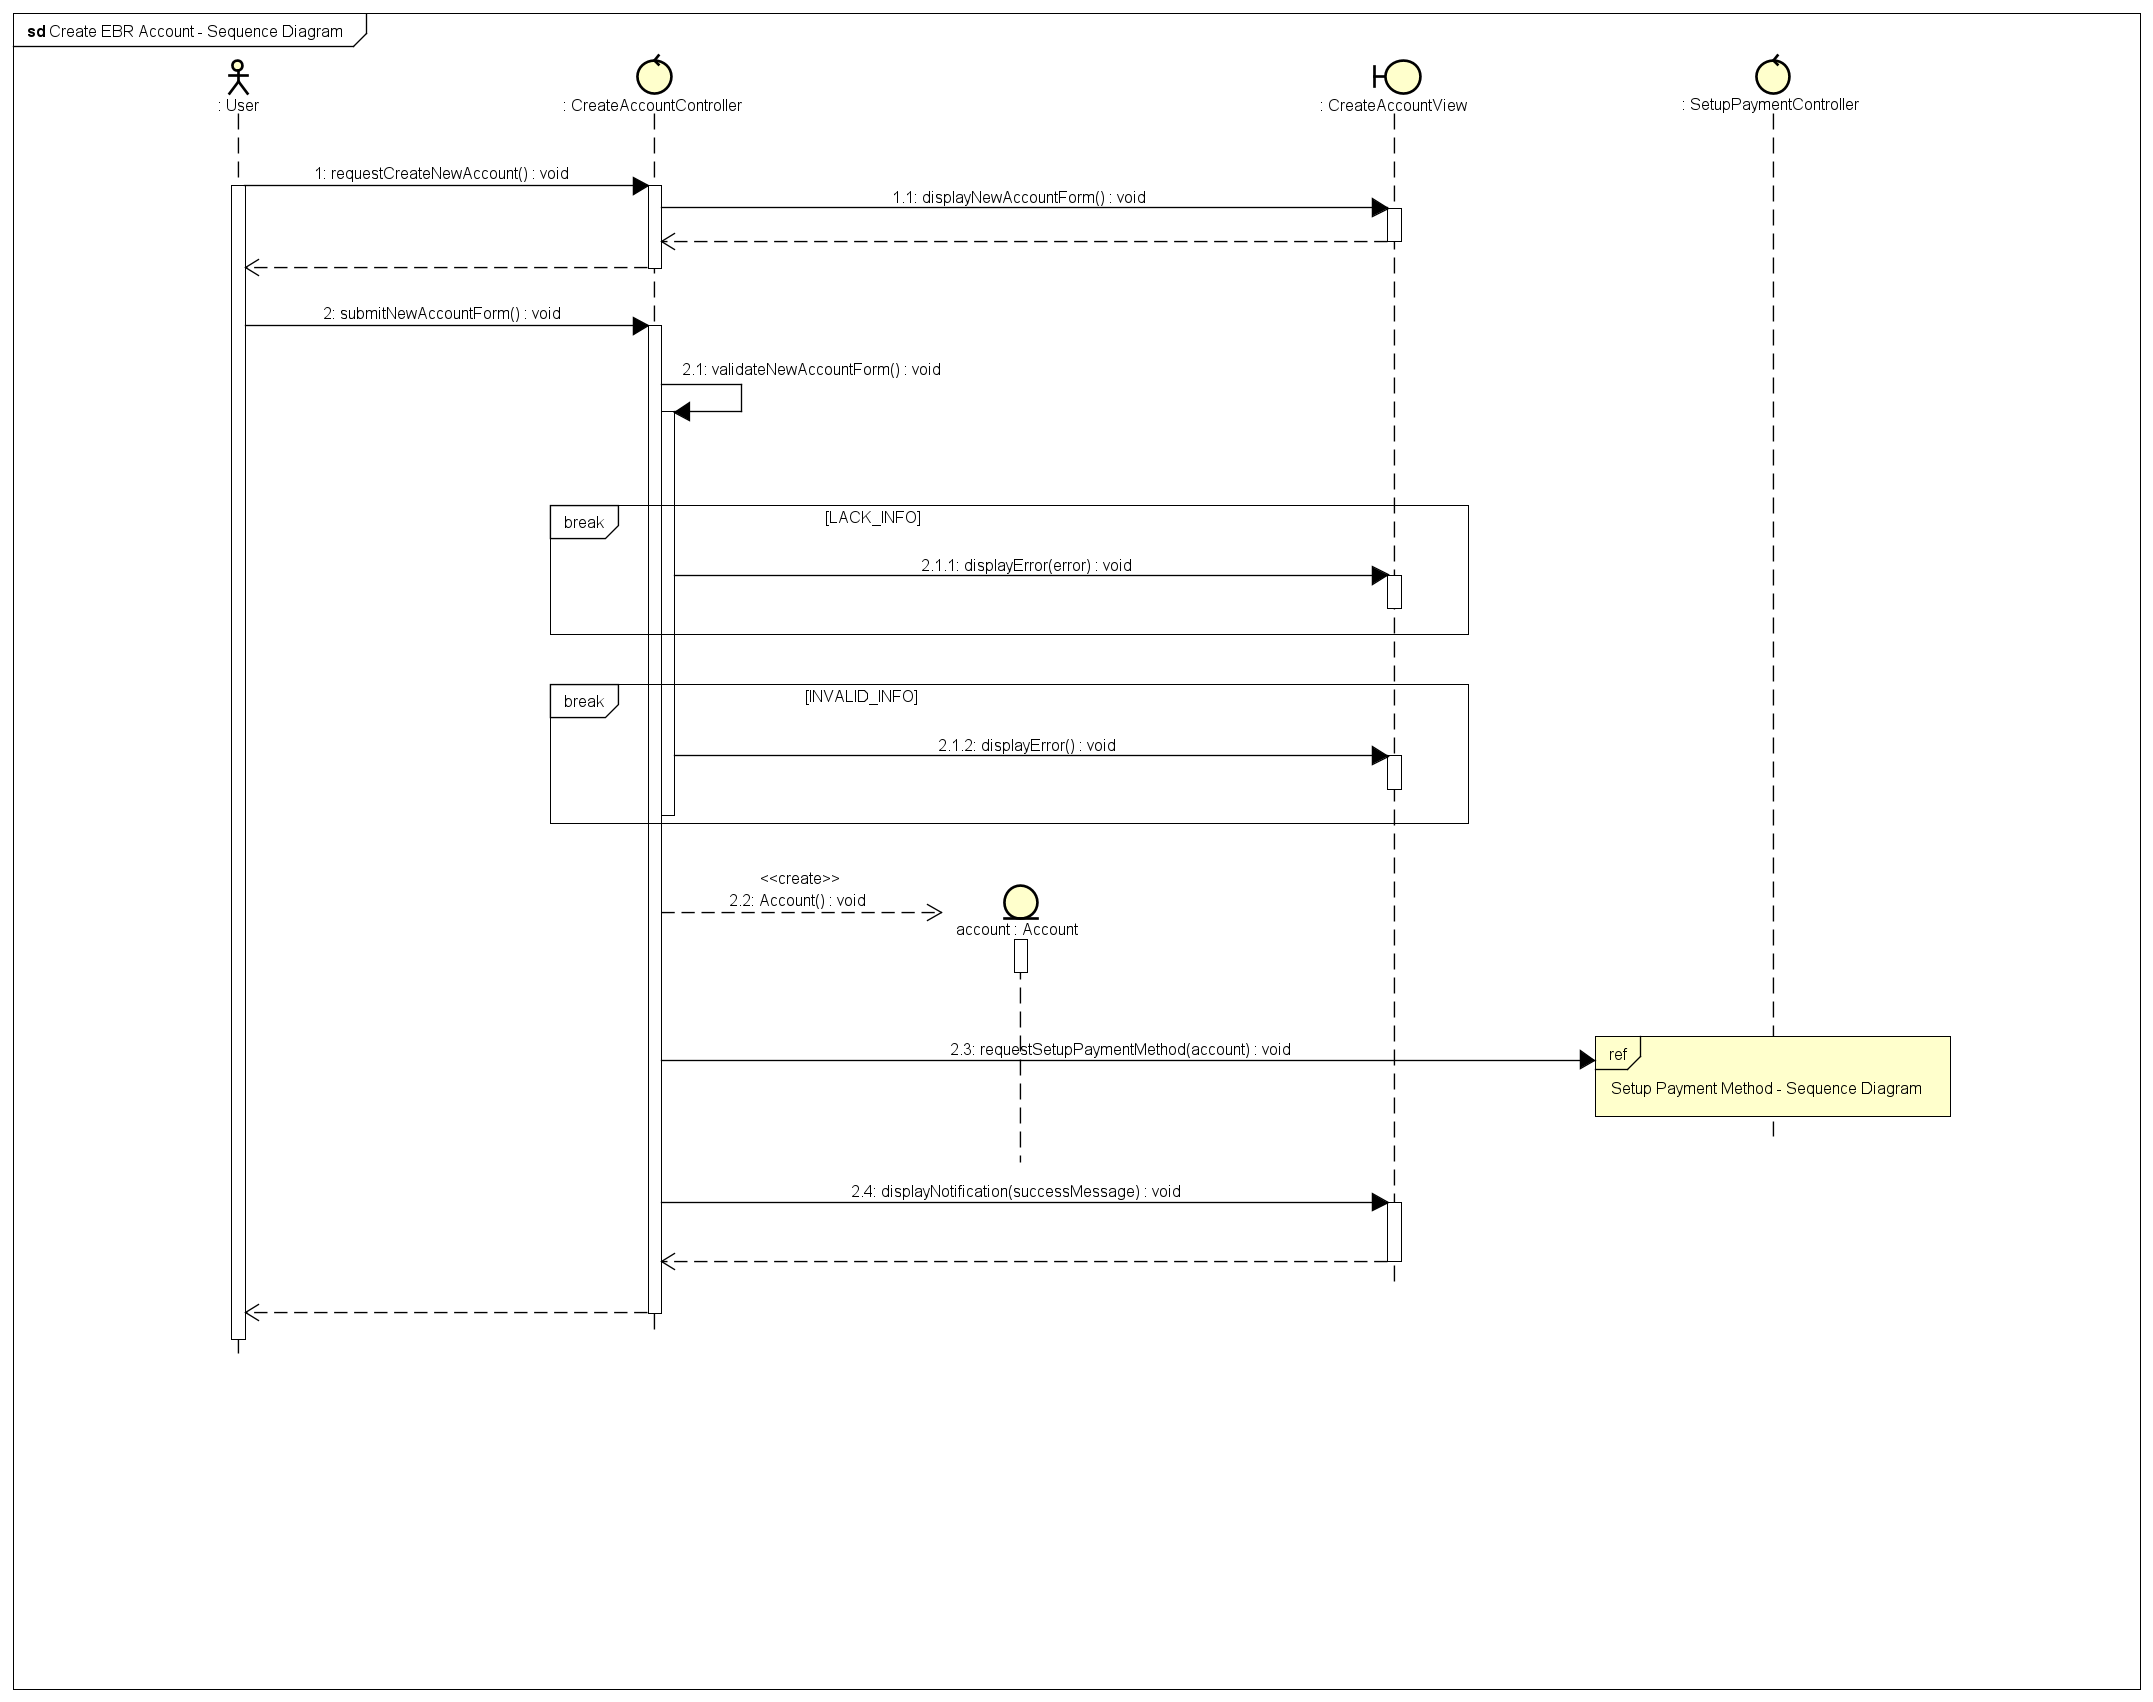 sd Create EBR Account - Sequence Diagram
: User
: CreateAccountController
: CreateAccountView
: SetupPaymentController
1: requestCreateNewAccount() : void
1.1: displayNewAccountForm() : void
2: submitNewAccountForm() : void
2.1: validateNewAccountForm() : void
break
[LACK_INFO]
2.1.1: displayError(error) : void
break
[INVALID_INFO]
2.1.2: displayError() : void
<<create>>
2.2: Account() : void
account : Account
2.3: requestSetupPaymentMethod(account) : void
ref
Setup Payment Method - Sequence Diagram
2.4: displayNotification(successMessage) : void